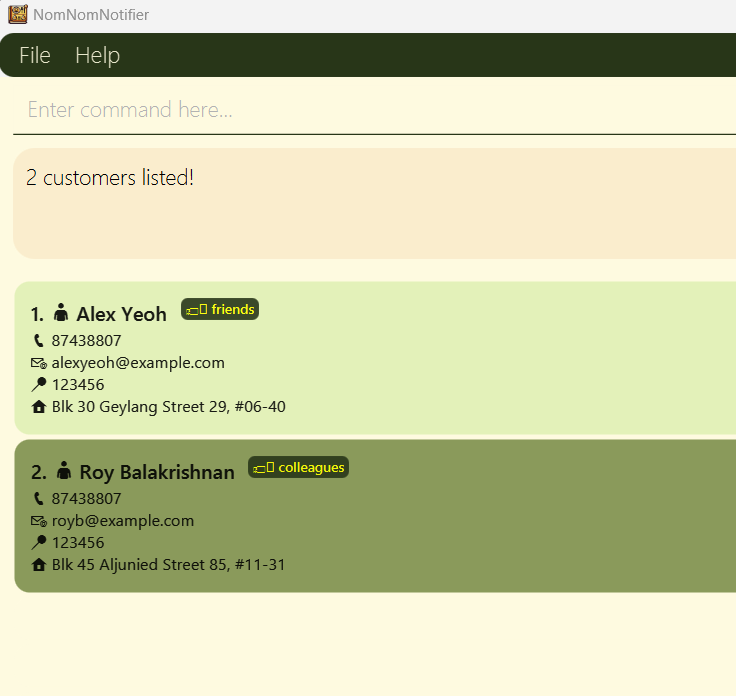 NomNomNotifier
File Help
Enter command here...
2 customers listed!
1. Alex Yeoh friends
87438807
alexyeoh@example.com
123456
Blk 30 Geylang Street 29, #06-40
2. Roy Balakrishnan colleagues
87438807
royb@example.com
123456
Blk 45 Aljunied Street 85, #11-31